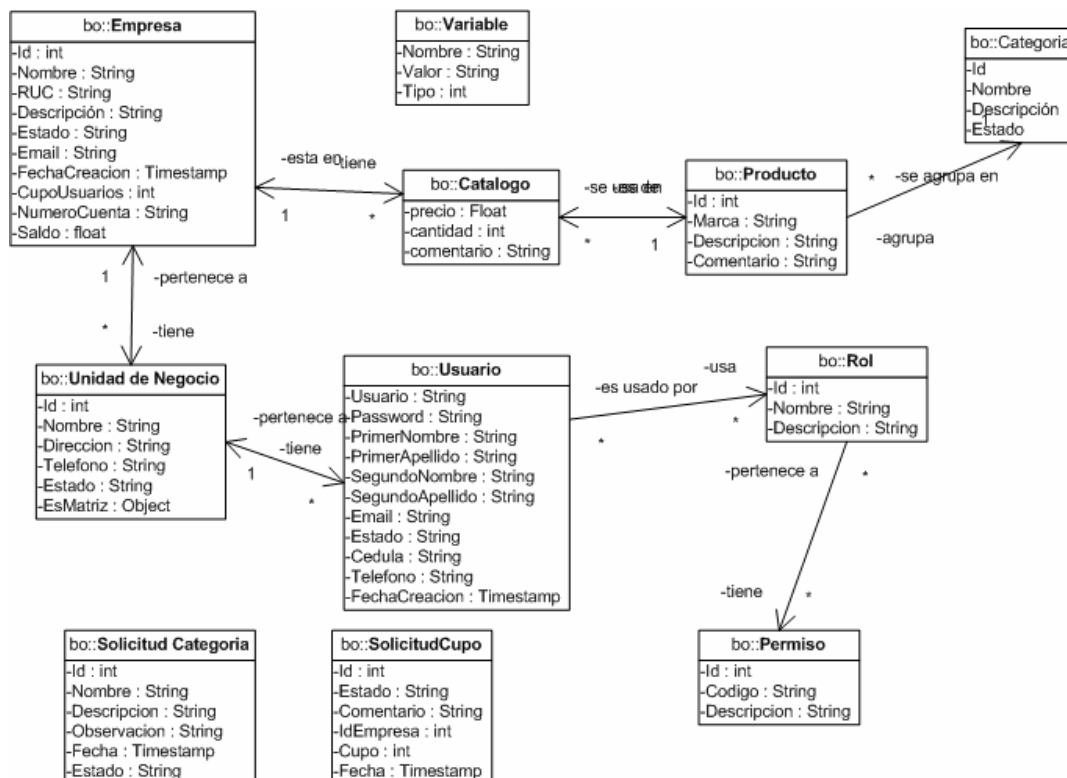 bo::Empresa
-Id : int
-Nombre : String
-RUC : String
-Descripción : String
-Estado : String
-Email : String
-FechaCreacion : Timestamp
-CupoUsuarios : int
-NumeroCuenta : String
-Saldo : float
bo::Variable
-Nombre : String
-Valor : String
-Tipo : int
bo::Categoria
-Id
-Nombre
-Descripción
-Estado
1
-esta en
-tiene
1
*
bo::Catalogo
-precio : Float
-cantidad : int
-comentario : String
-se usa en
*
1
bo::Producto
-Id : int
-Marca : String
-Descripcion : String
-Comentario : String
*
-se agrupa en
-agrupa
1
-pertenece a
*
-tiene
bo::Unidad de Negocio
-Id : int
-Nombre : String
-Direccion : String
-Telefono : String
-Estado : String
-EsMatriz : Object
-pertenece a
-tiene
1
*
bo::Usuario
-Usuario : String
-Password : String
-PrimerNombre : String
-PrimerApellido : String
-SegundoNombre : String
-SegundoApellido : String
-Email : String
-Estado : String
-Cedula : String
-Telefono : String
-FechaCreacion : Timestamp
-usa
-es usado por
*
*
bo::Rol
-Id : int
-Nombre : String
-Descripcion : String
-pertenece a
*
-tiene
*
bo::Permiso
-Id : int
-Codigo : String
-Descripcion : String
bo::Solicitud Categoria
-Id : int
-Nombre : String
-Descripcion : String
-Observacion : String
-Fecha : Timestamp
-Estado : String
bo::SolicitudCupo
-Id : int
-Estado : String
-Comentario : String
-IdEmpresa : int
-Cupo : int
-Fecha : Timestamp